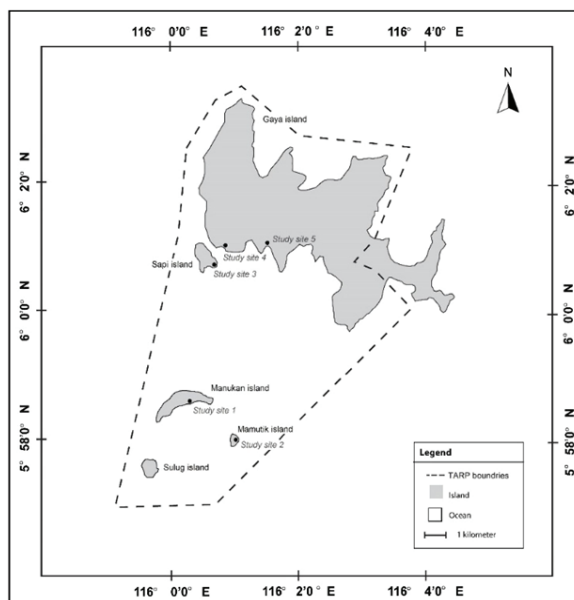 116° 0'0" E
116° 2'0" E
116° 4'0" E
N
Gaya island
6° 2'0" N
6° 2'0" N
Study site 5
Study site 4
Sapi island
Study site 3
6° 0'0" N
6° 0'0" N
Manukan island
Study site 1
Mamutik island
5° 58'0" N
5° 58'0" N
Study site 2
Sulug island
Legend
TARP boundries
Island
Ocean
1 kilometer
116° 0'0" E
116° 2'0" E
116° 4'0" E